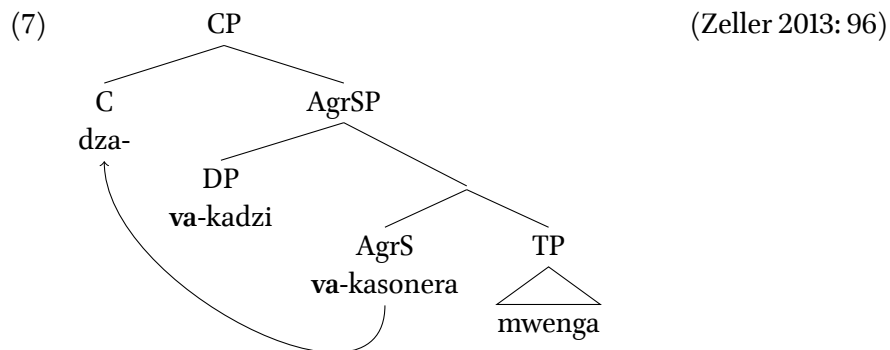 (7) CP (Zeller 2013: 96)
C AgrSP
dza-
DP
va-kadzi
AgrS TP
va-kasonera
mwenga